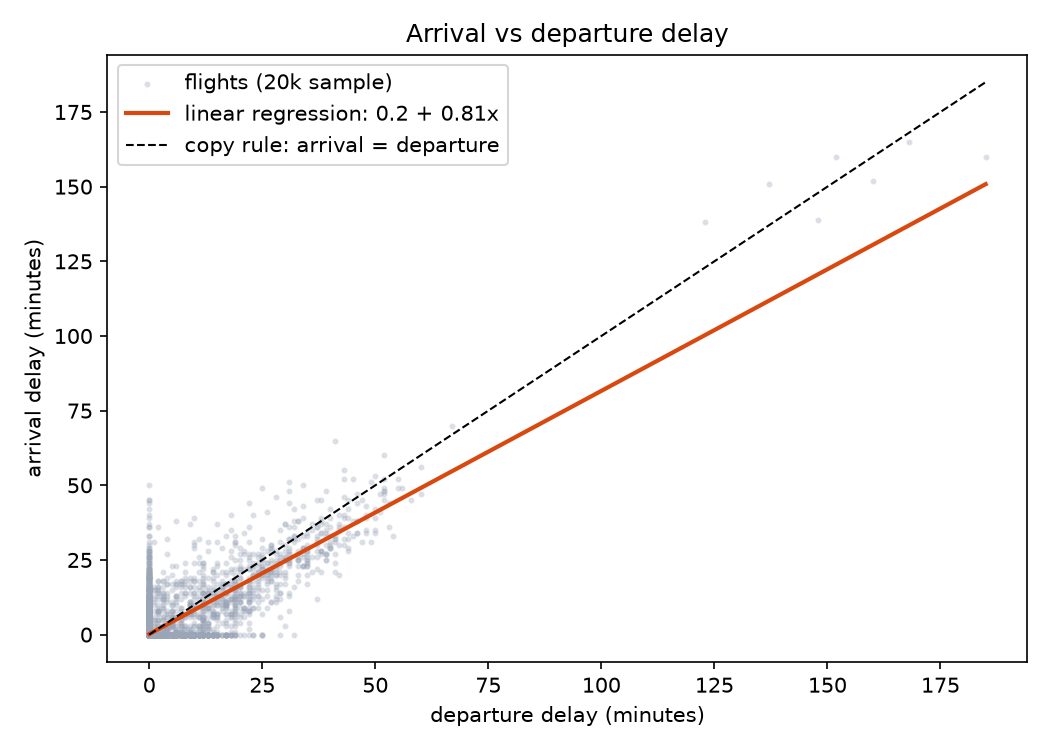 Arrival vs departure delay
flights (20k sample)
linear regression: 0.2 + 0.81x
copy rule: arrival = departure
arrival delay (minutes)
175
150
125
100
75
50
25
0
0 25 50 75 100 125 150 175
departure delay (minutes)